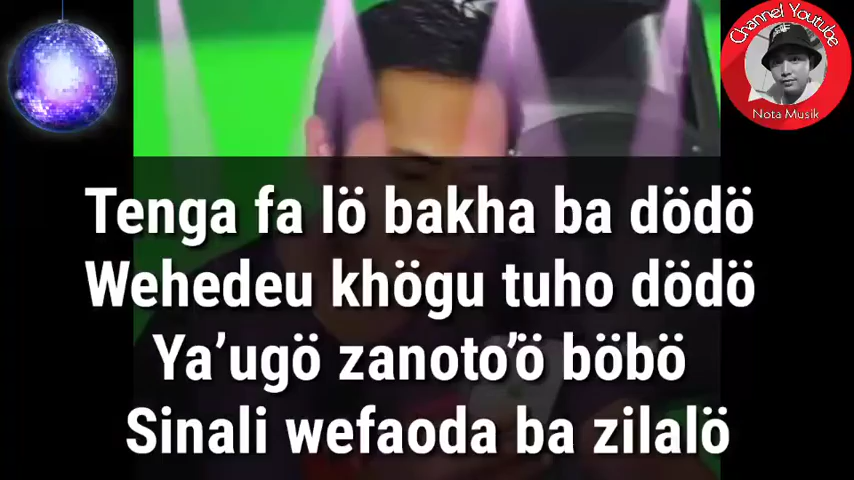 Channel Youtube
Nota Musik
Tenga fa lö bakha ba dödö
Wehedeu khögu tuho dödö
Ya’ugö zanoto’ö böbö
Sinali wefaoda ba zilalö